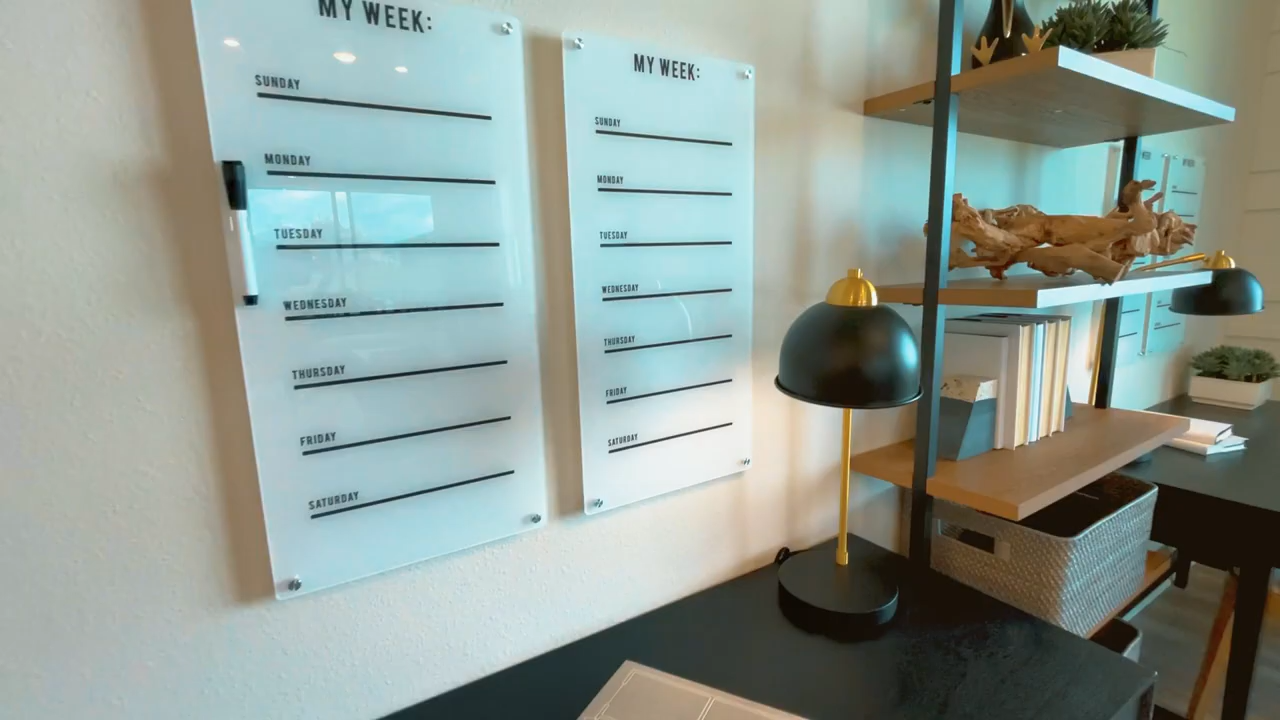 MY WEEK:
SUNDAY
MONDAY
TUESDAY
WEDNESDAY
THURSDAY
FRIDAY
SATURDAY
MY WEEK:
SUNDAY
MONDAY
TUESDAY
WEDNESDAY
THURSDAY
FRIDAY
SATURDAY